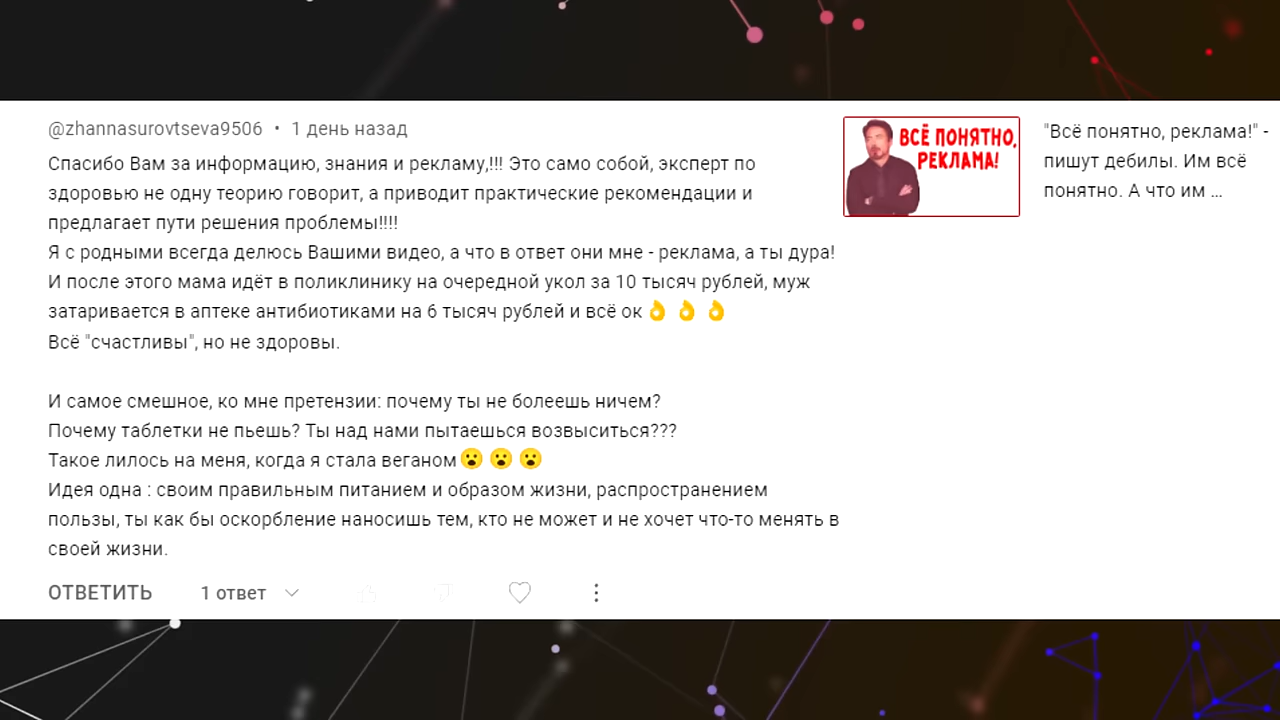 @zhannasurovtseva9506 • 1 день назад
Спасибо Вам за информацию, знания и рекламу,!!! Это само собой, эксперт по
здоровью не одну теорию говорит, а приводит практические рекомендации и
предлагает пути решения проблемы!!!!
Я с родными всегда делюсь Вашими видео, а что в ответ они мне - реклама, а ты дура!
И после этого мама идёт в поликлинику на очередной укол за 10 тысяч рублей, муж
затаривается в аптеке антибиотиками на 6 тысяч рублей и всё ок👌 👌 👌
Всё "счастливы", но не здоровы.
И самое смешное, ко мне претензии: почему ты не болеешь ничем?
Почему таблетки не пьешь? Ты над нами пытаешься возвыситься???
Такое лилось на меня, когда я стала веганом😮 😮 😮
Идея одна : своим правильным питанием и образом жизни, распространением
пользы, ты как бы оскорбление наносишь тем, кто не может и не хочет что-то менять в
своей жизни.
ОТВЕТИТЬ 1 ответ
ВСЁ ПОНЯТНО,
РЕКЛАМА!
"Всё понятно, реклама!" -
пишут дебилы. Им всё
понятно. А что им ...